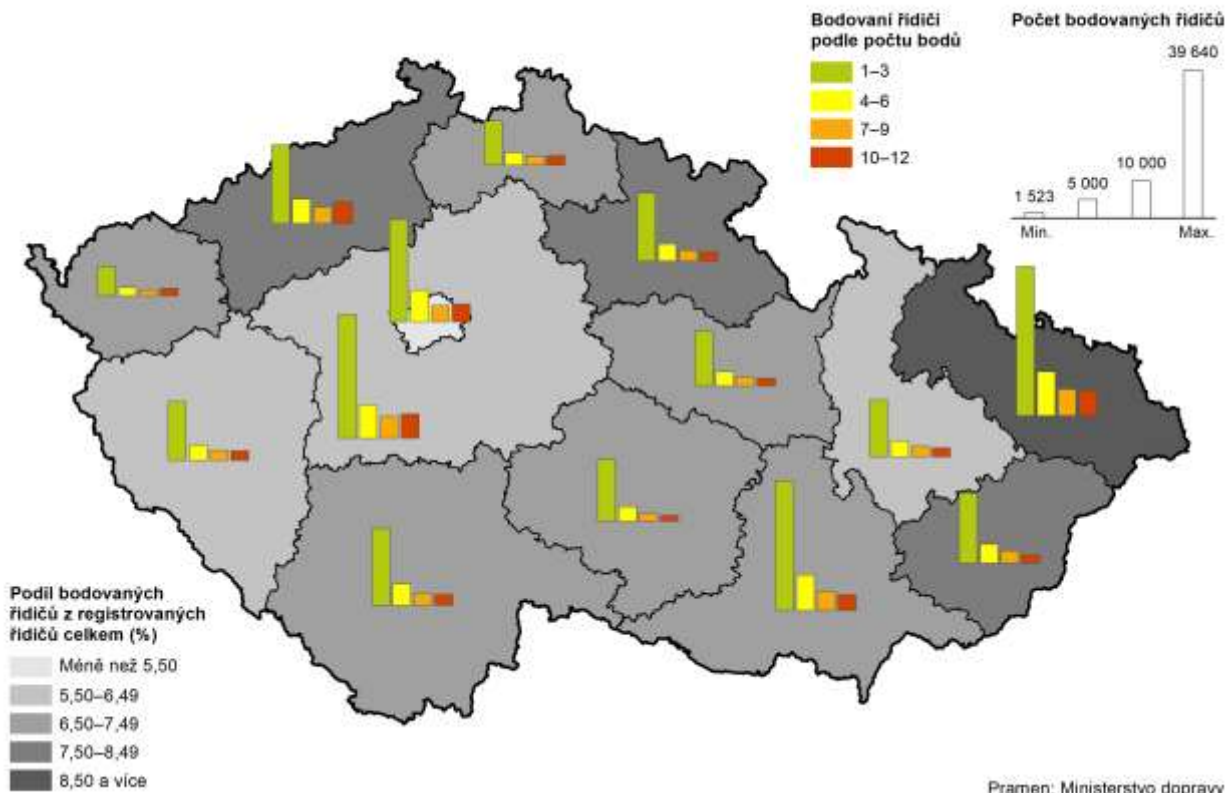 Bodovaní řidiči
podle počtu bodů
1–3
4–6
7–9
10–12
Počet bodovaných řidičů
39 640
10 000
5 000
1 523
Min.
Max.
Podíl bodovaných
řidičů z registrovaných
řidičů celkem (%)
Méně než 5,50
5,50–6,49
6,50–7,49
7,50–8,49
8,50 a více
Pramen: Ministerstvo dopravy